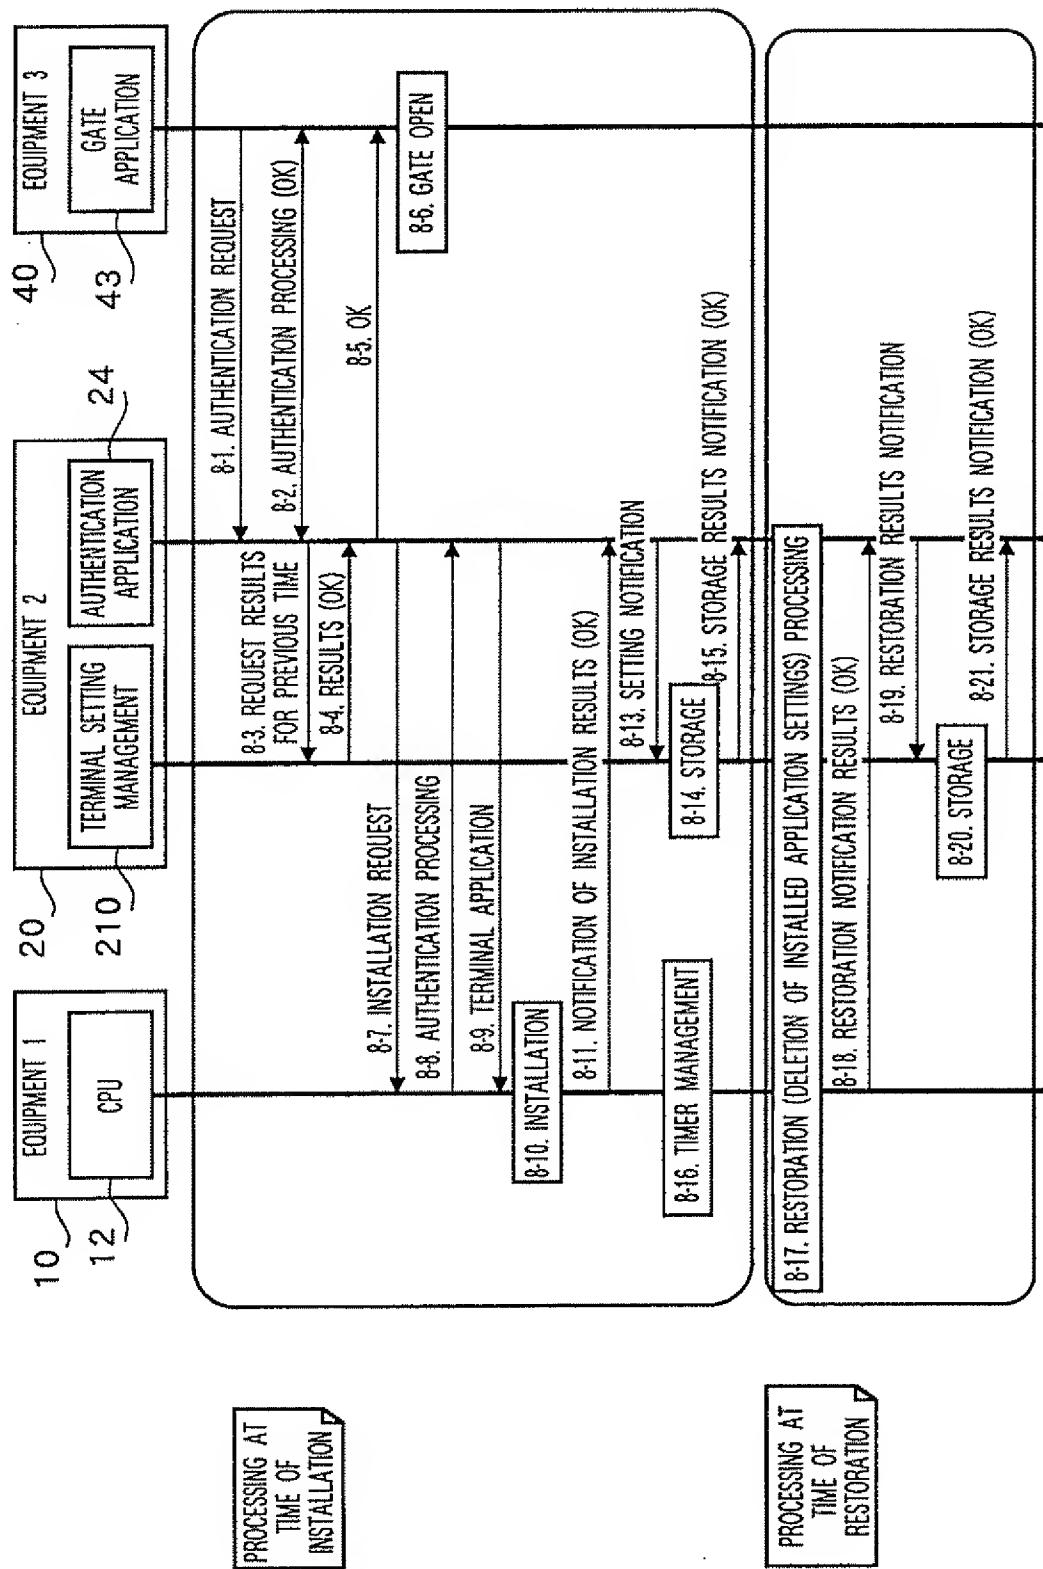 EQUIPMENT 1
CPU
10
12
EQUIPMENT 2
TERMINAL SETTING
MANAGEMENT
AUTHENTICATION
APPLICATION
20
210
24
EQUIPMENT 3
GATE
APPLICATION
40
43
PROCESSING AT
TIME OF
INSTALLATION
8-1. AUTHENTICATION REQUEST
8-2. AUTHENTICATION PROCESSING (OK)
8-3. REQUEST RESULTS
FOR PREVIOUS TIME
8-4. RESULTS (OK)
8-5. OK
8-6. GATE OPEN
8-7. INSTALLATION REQUEST
8-8. AUTHENTICATION PROCESSING
8-9. TERMINAL APPLICATION
8-10. INSTALLATION
8-11. NOTIFICATION OF INSTALLATION RESULTS (OK)
8-13. SETTING NOTIFICATION
8-14. STORAGE
8-15. STORAGE RESULTS NOTIFICATION (OK)
8-16. TIMER MANAGEMENT
PROCESSING AT
TIME OF
RESTORATION
8-17. RESTORATION (DELETION OF INSTALLED APPLICATION SETTINGS) PROCESSING
8-18. RESTORATION NOTIFICATION RESULTS (OK)
8-19. RESTORATION RESULTS NOTIFICATION
8-20. STORAGE
8-21. STORAGE RESULTS NOTIFICATION (OK)